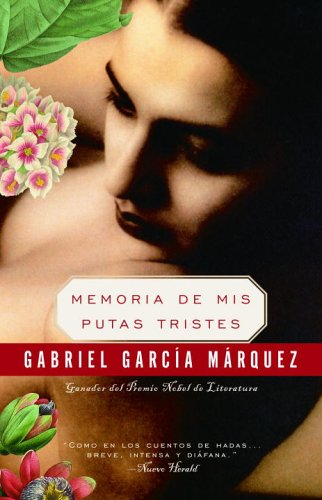 MEMORIA DE MIS
PUTAS TRISTES
GABRIEL GARCÍA MÁRQUEZ
Ganador del Premio Nobel de Literatura
"COMO EN LOS CUENTOS DE HADAS...
BREVE, INTENSA Y DIÁFANA."
—Nuevo Herald